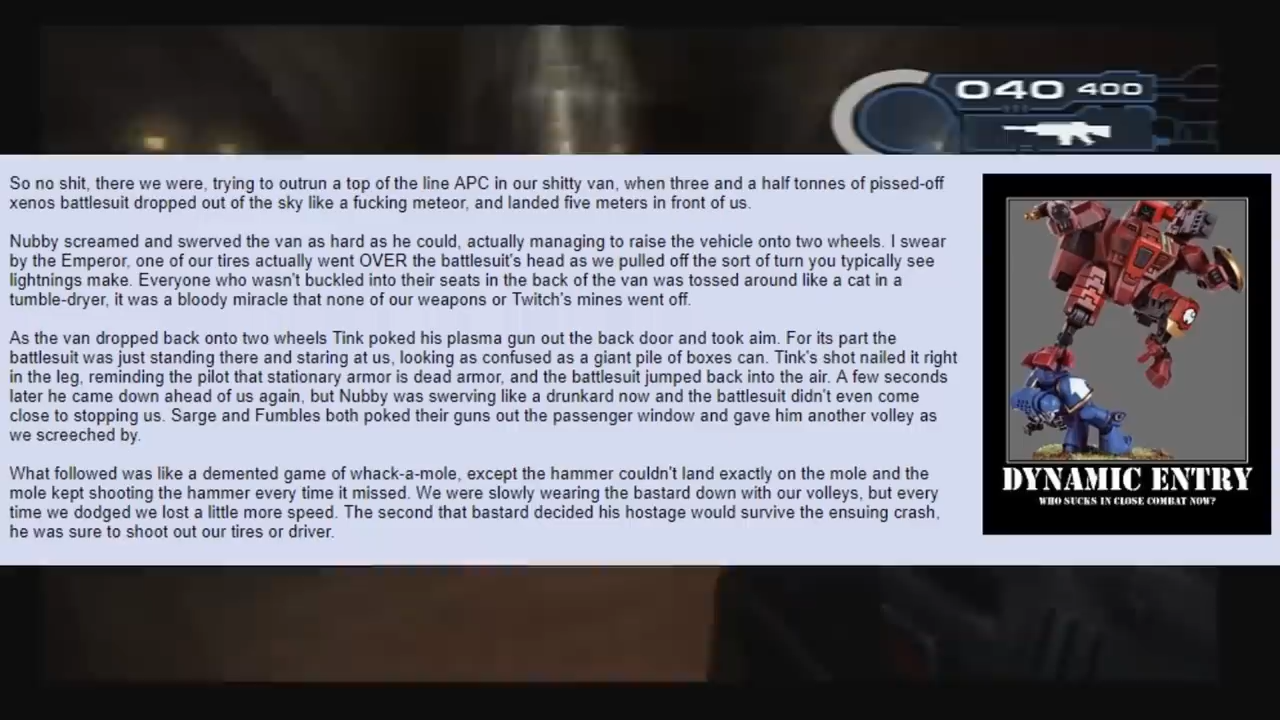 040 400
So no shit, there we were, trying to outrun a top of the line APC in our shitty van, when three and a half tonnes of pissed-off
xenos battlesuit dropped out of the sky like a fucking meteor, and landed five meters in front of us.
Nubby screamed and swerved the van as hard as he could, actually managing to raise the vehicle onto two wheels. I swear
by the Emperor, one of our tires actually went OVER the battlesuit's head as we pulled off the sort of turn you typically see
lightnings make. Everyone who wasn't buckled into their seats in the back of the van was tossed around like a cat in a
tumble-dryer, it was a bloody miracle that none of our weapons or Twitch's mines went off.
As the van dropped back onto two wheels Tink poked his plasma gun out the back door and took aim. For its part the
battlesuit was just standing there and staring at us, looking as confused as a giant pile of boxes can. Tink's shot nailed it right
in the leg, reminding the pilot that stationary armor is dead armor, and the battlesuit jumped back into the air. A few seconds
later he came down ahead of us again, but Nubby was swerving like a drunkard now and the battlesuit didn't even come
close to stopping us. Sarge and Fumbles both poked their guns out the passenger window and gave him another volley as
we screeched by.
What followed was like a demented game of whack-a-mole, except the hammer couldn't land exactly on the mole and the
mole kept shooting the hammer every time it missed. We were slowly wearing the bastard down with our volleys, but every
time we dodged we lost a little more speed. The second that bastard decided his hostage would survive the ensuing crash,
he was sure to shoot out our tires or driver.
DYNAMIC ENTRY
WHO SUCKS IN CLOSE COMBAT NOW?